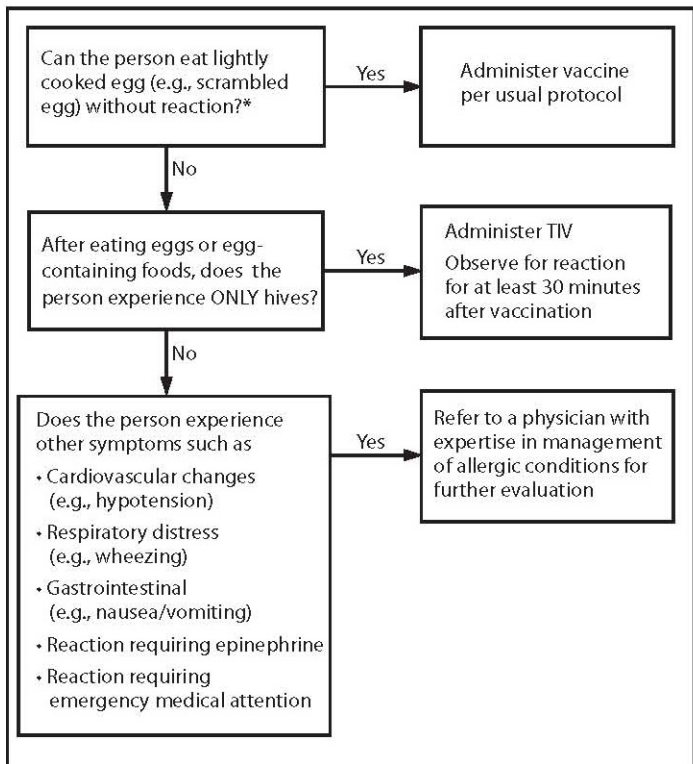 Can the person eat lightly
cooked egg (e.g., scrambled
egg) without reaction?*
Yes
Administer vaccine
per usual protocol
No
After eating eggs or egg-
containing foods, does the
person experience ONLY hives?
Yes
Administer TIV
Observe for reaction
for at least 30 minutes
after vaccination
No
Does the person experience
other symptoms such as
• Cardiovascular changes
(e.g., hypotension)
• Respiratory distress
(e.g., wheezing)
• Gastrointestinal
(e.g., nausea/vomiting)
• Reaction requiring epinephrine
• Reaction requiring
emergency medical attention
Yes
Refer to a physician with
expertise in management
of allergic conditions for
further evaluation